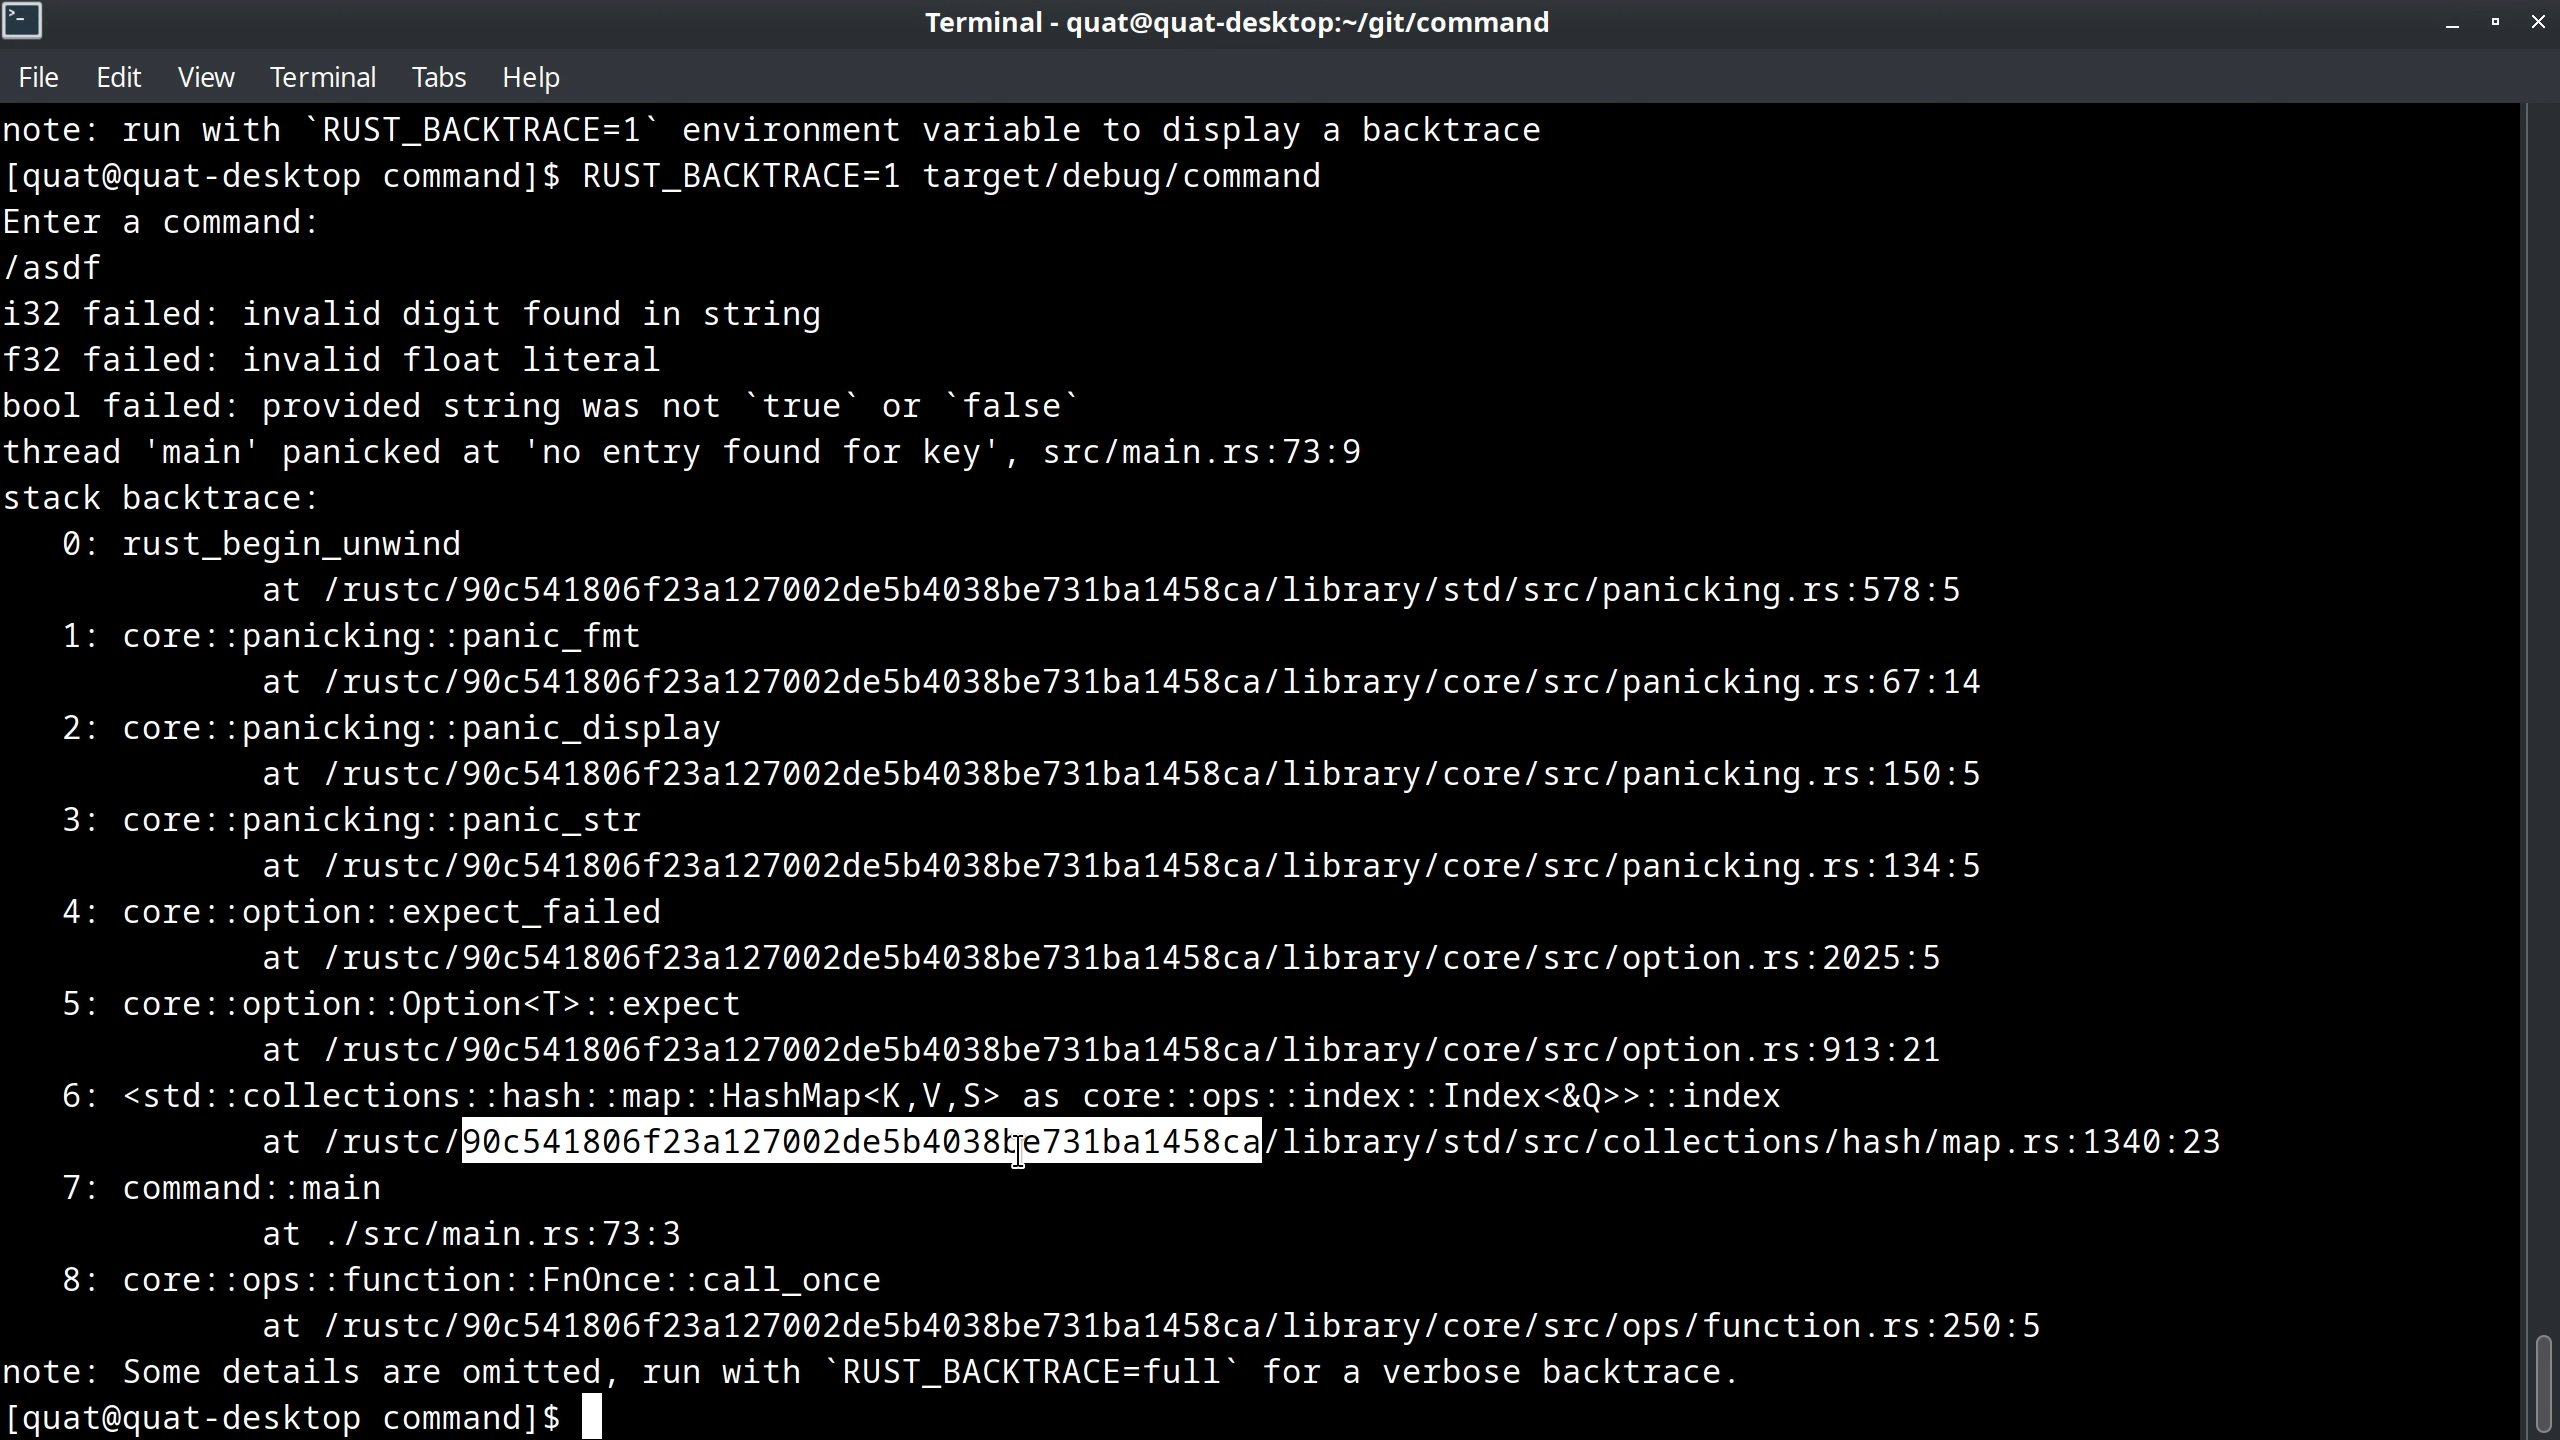 Terminal - quat@quat-desktop:~/git/command
File Edit View Terminal Tabs Help
note: run with `RUST_BACKTRACE=1` environment variable to display a backtrace
[quat@quat-desktop command]$ RUST_BACKTRACE=1 target/debug/command
Enter a command:
/asdf
i32 failed: invalid digit found in string
f32 failed: invalid float literal
bool failed: provided string was not `true` or `false`
thread 'main' panicked at 'no entry found for key', src/main.rs:73:9
stack backtrace:
   0: rust_begin_unwind
             at /rustc/90c541806f23a127002de5b4038be731ba1458ca/library/std/src/panicking.rs:578:5
   1: core::panicking::panic_fmt
             at /rustc/90c541806f23a127002de5b4038be731ba1458ca/library/core/src/panicking.rs:67:14
   2: core::panicking::panic_display
             at /rustc/90c541806f23a127002de5b4038be731ba1458ca/library/core/src/panicking.rs:150:5
   3: core::panicking::panic_str
             at /rustc/90c541806f23a127002de5b4038be731ba1458ca/library/core/src/panicking.rs:134:5
   4: core::option::expect_failed
             at /rustc/90c541806f23a127002de5b4038be731ba1458ca/library/core/src/option.rs:2025:5
   5: core::option::Option<T>::expect
             at /rustc/90c541806f23a127002de5b4038be731ba1458ca/library/core/src/option.rs:913:21
   6: <std::collections::hash::map::HashMap<K,V,S> as core::ops::index::Index<&Q>>::index
             at /rustc/90c541806f23a127002de5b4038be731ba1458ca/library/std/src/collections/hash/map.rs:1340:23
   7: command::main
             at ./src/main.rs:73:3
   8: core::ops::function::FnOnce::call_once
             at /rustc/90c541806f23a127002de5b4038be731ba1458ca/library/core/src/ops/function.rs:250:5
note: Some details are omitted, run with `RUST_BACKTRACE=full` for a verbose backtrace.
[quat@quat-desktop command]$